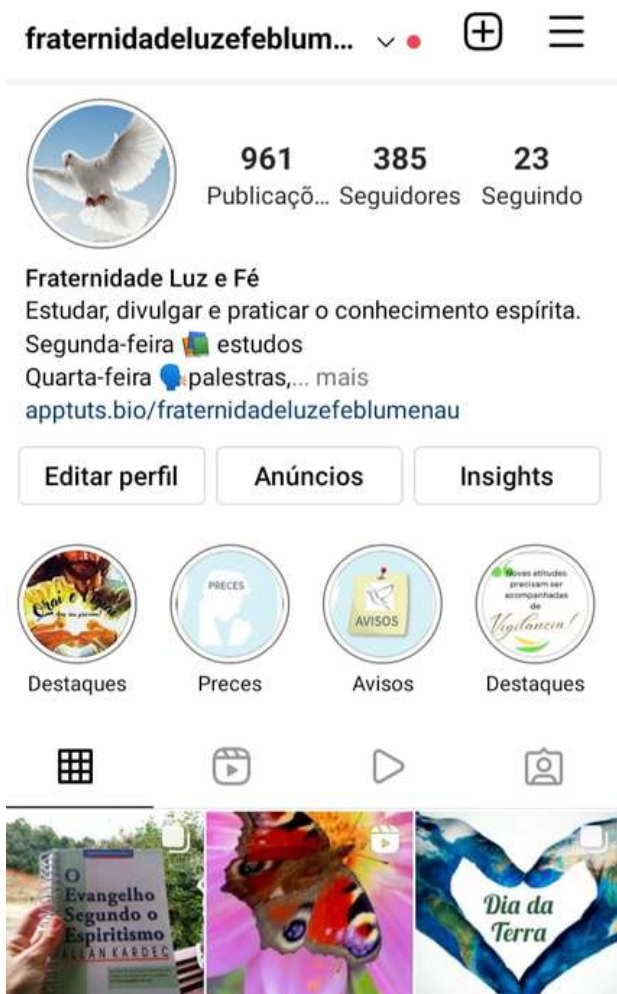 fraternidadeluzefeblum...
961
385
23
Publicaçõ...
Seguidores
Seguindo
Fraternidade Luz e Fé
Estudar, divulgar e praticar o conhecimento espírita.
Segunda-feira 📚 estudos
Quarta-feira 🗣palestras,... mais
apptuts.bio/fraternidadeluzefeblumenau
Editar perfil
Anúncios
Insights
PRECES
AVISOS
Novas atitudes
precisam ser
acompanhadas
de
Vigilância!
Destaques
Preces
Avisos
Destaques
O
Evangelho
Segundo o
Espiritismo
ALLAN KARDEC
Dia da
Terra